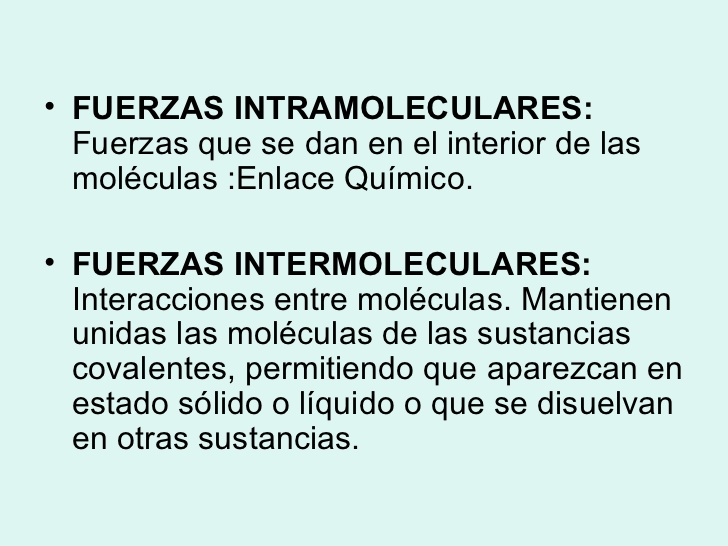 • FUERZAS INTRAMOLECULARES:
Fuerzas que se dan en el interior de las
moléculas :Enlace Químico.
• FUERZAS INTERMOLECULARES:
Interacciones entre moléculas. Mantienen
unidas las moléculas de las sustancias
covalentes, permitiendo que aparezcan en
estado sólido o líquido o que se disuelvan
en otras sustancias.